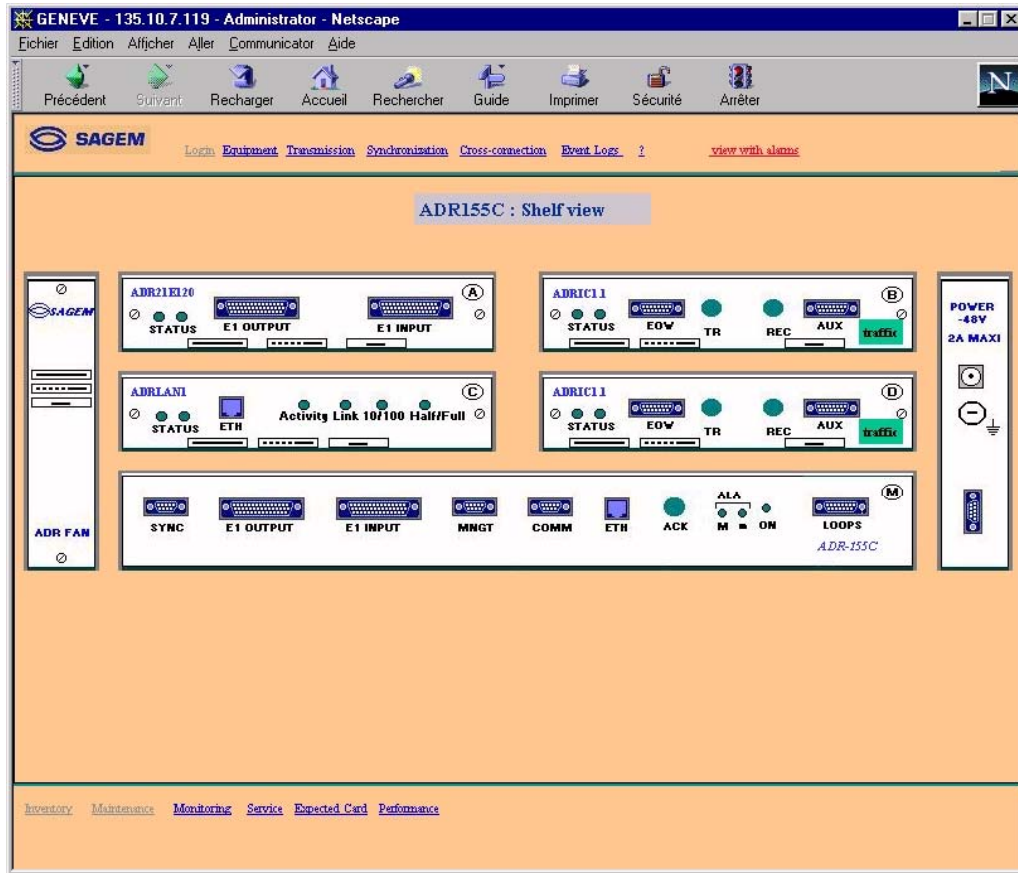 GENEVE - 135.10.7.119 - Administrator - Netscape
Fichier Edition Afficher Aller Communicator Aide
Précédent Suivant Recharger Accueil Rechercher Guide Imprimer Sécurité Arrêter
N
SAGEM
Login Equipment Transmission Synchronization Cross-connection Event Logs ? view with alarms
ADR155C : Shelf view
SAGEM
ADR FAN
ADR21E120
A
STATUS E1 OUTPUT E1 INPUT
ADRIC1.1
B
STATUS EOW TR REC AUX
traffic
ADRLAN1
C
STATUS ETH Activity Link 10/100 Half/Full
ADRIC1.1
D
STATUS EOW TR REC AUX
traffic
M
ALA
SYNC E1 OUTPUT E1 INPUT MNGT COMM ETH ACK M m ON LOOPS
ADR-155C
POWER
-48V
2A MAXI
Inventory Maintenance Monitoring Service Expected Card Performance